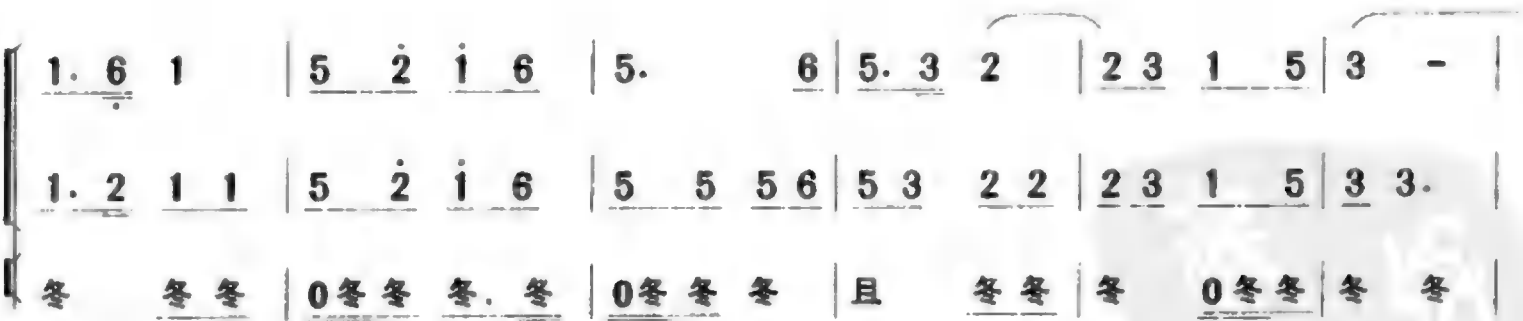 1. 6̣ 1 | 5 2̇ 1̇ 6 | 5. 6 | 5. 3 2 | 2 3 1 5 | 3 - |
1. 2 1 1 | 5 2̇ 1̇ 6 | 5 5 5 6 | 5 3 2 2 | 2 3 1 5 | 3 3. |
冬 冬冬 | 0冬冬 冬. 冬 | 0冬 冬 冬 | 且 冬冬 | 冬 0冬冬 | 冬 冬 |